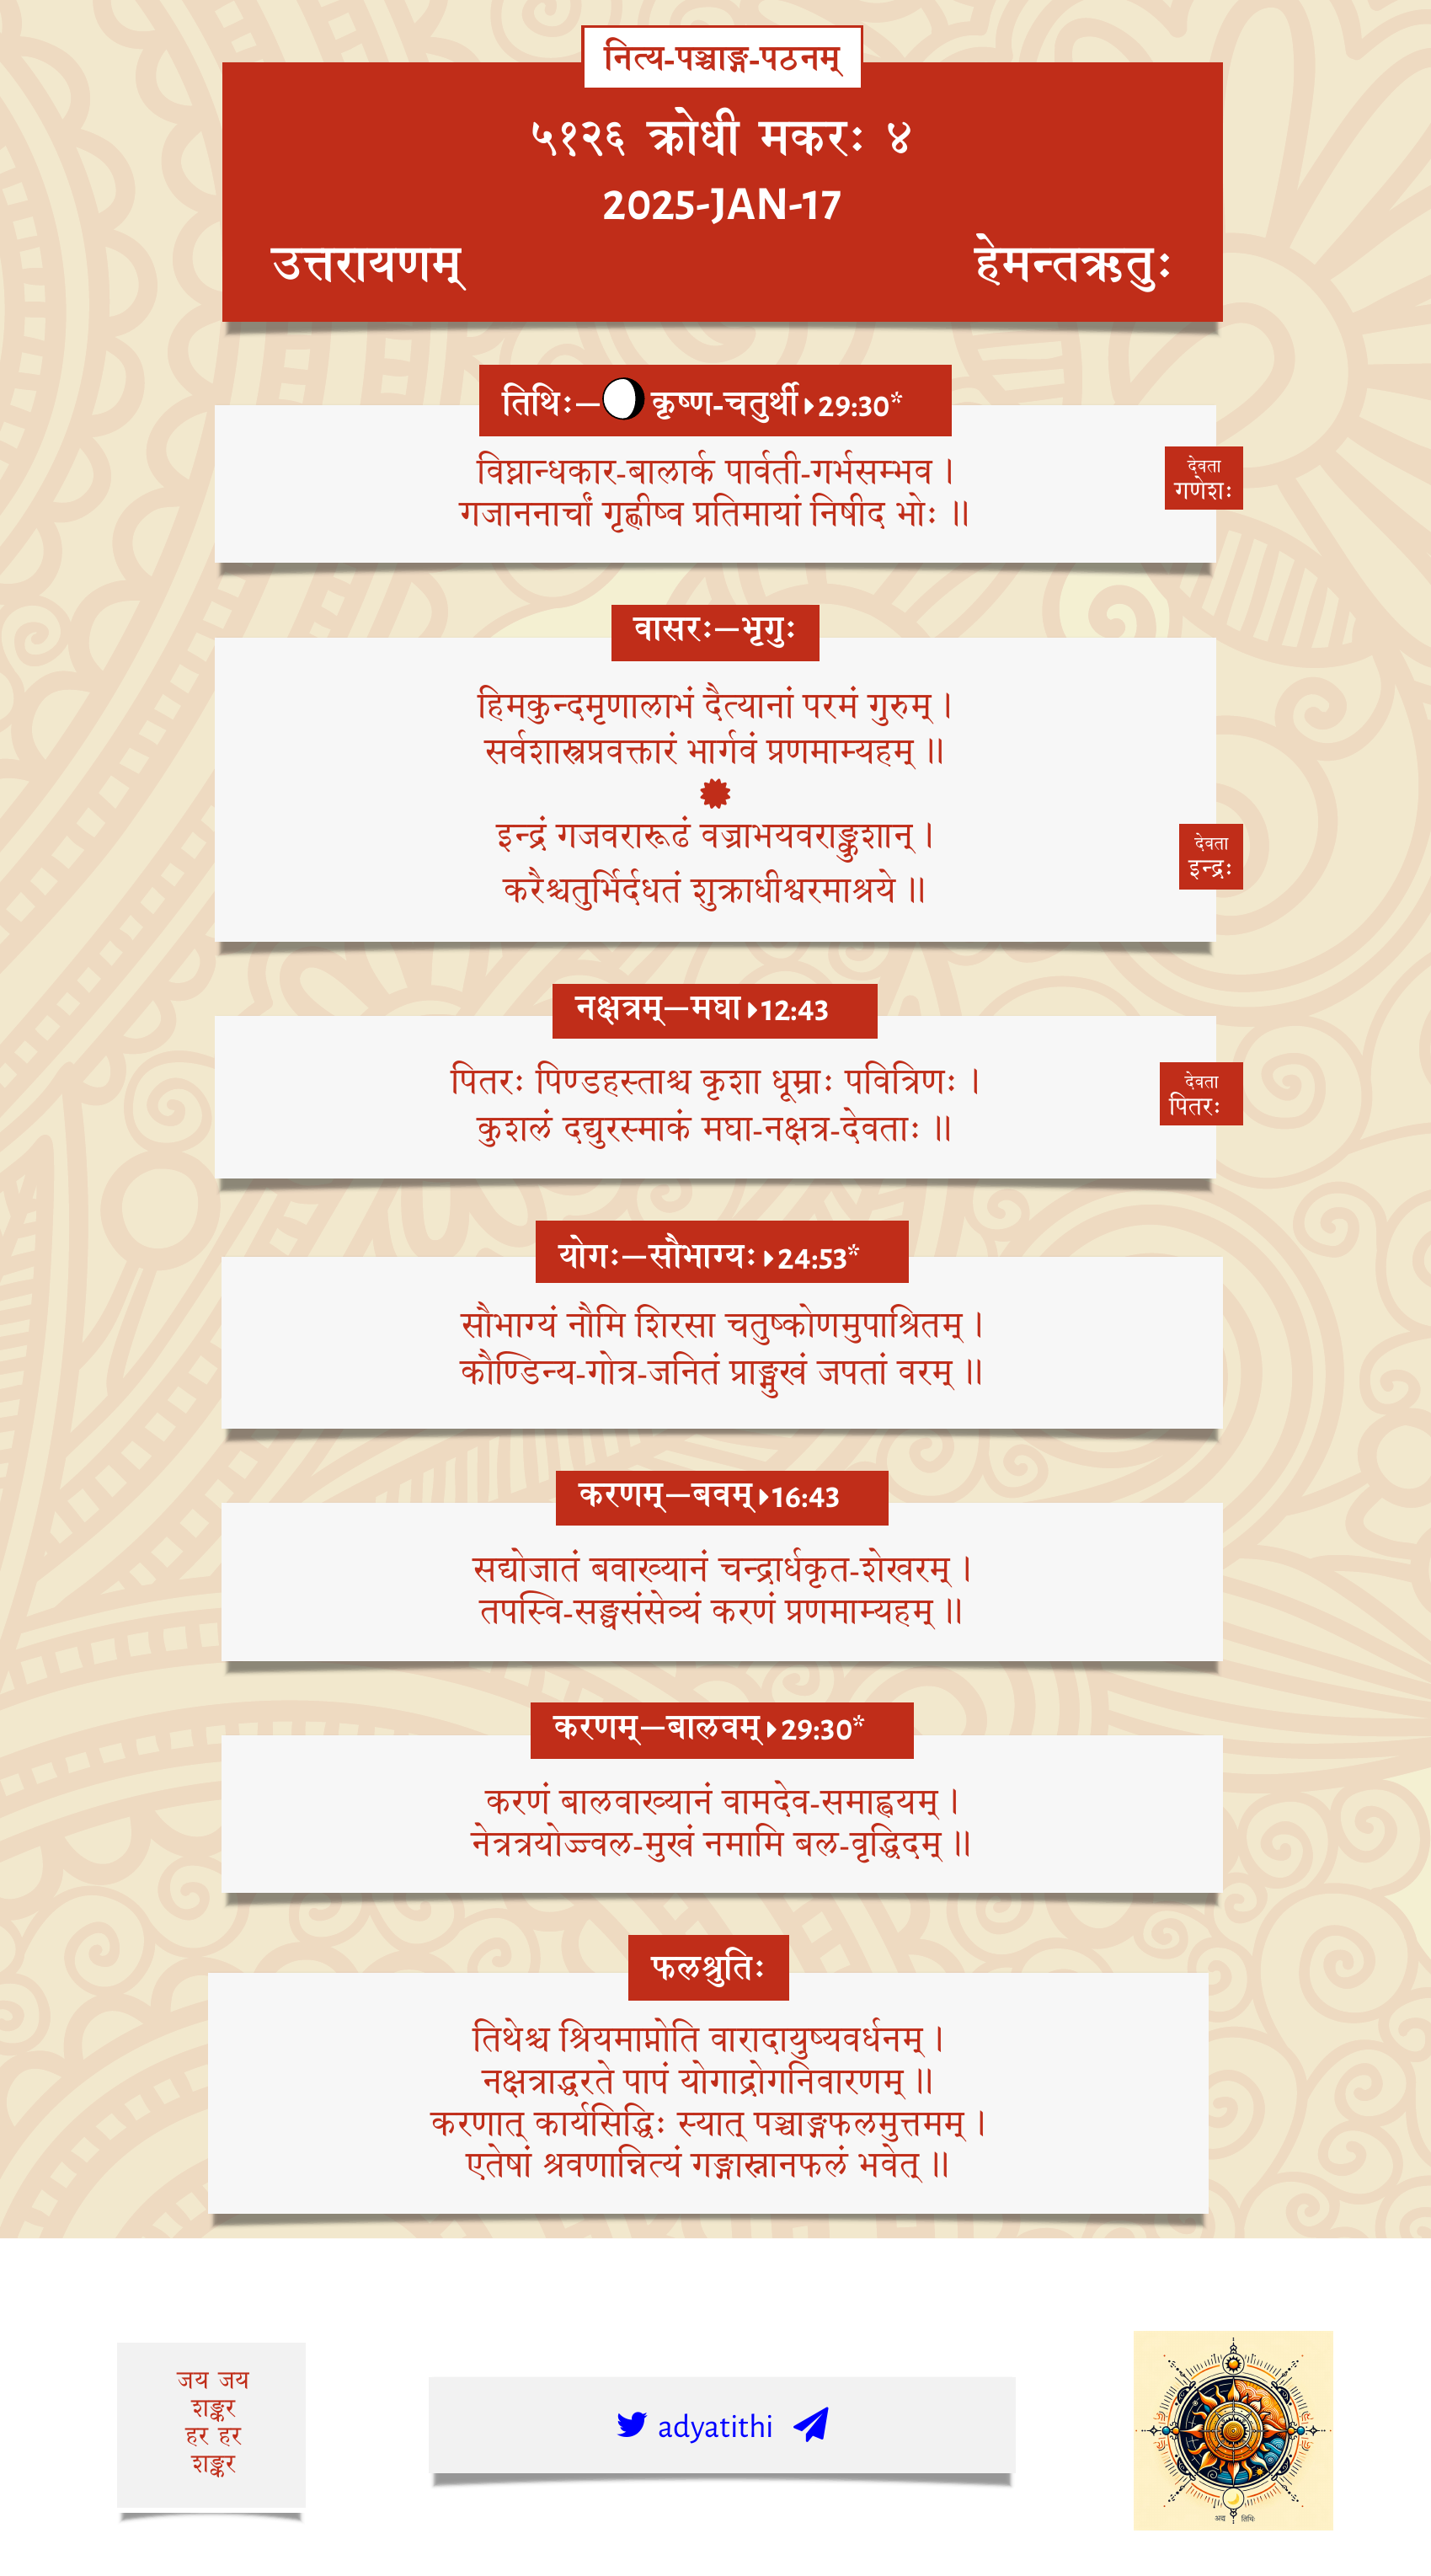 नित्य-पञ्चाङ्ग-पठनम्
५१२६ क्रोधी मकरः ४
2025-JAN-17
उत्तरायणम्
हेमन्तऋतुः
तिथिः—कृष्ण-चतुर्थी▸29:30*
विघ्नान्धकार-बालार्क पार्वती-गर्भसम्भव ।
गजाननार्चां गृह्णीष्व प्रतिमायां निषीद भोः ॥
देवता
गणेशः
वासरः—भृगुः
हिमकुन्दमृणालाभं दैत्यानां परमं गुरुम् ।
सर्वशास्त्रप्रवक्तारं भार्गवं प्रणमाम्यहम् ॥
इन्द्रं गजवरारूढं वज्राभयवराङ्कुशान् ।
करैश्चतुर्भिर्दधतं शुक्राधीश्वरमाश्रये ॥
देवता
इन्द्रः
नक्षत्रम्—मघा▸12:43
पितरः पिण्डहस्ताश्च कृशा धूम्राः पवित्रिणः ।
कुशलं दद्युरस्माकं मघा-नक्षत्र-देवताः ॥
देवता
पितरः
योगः—सौभाग्यः▸24:53*
सौभाग्यं नौमि शिरसा चतुष्कोणमुपाश्रितम् ।
कौण्डिन्य-गोत्र-जनितं प्राङ्मुखं जपतां वरम् ॥
करणम्—बवम्▸16:43
सद्योजातं बवाख्यानं चन्द्रार्धकृत-शेखरम् ।
तपस्वि-सङ्घसंसेव्यं करणं प्रणमाम्यहम् ॥
करणम्—बालवम्▸29:30*
करणं बालवाख्यानं वामदेव-समाह्वयम् ।
नेत्रत्रयोज्ज्वल-मुखं नमामि बल-वृद्धिदम् ॥
फलश्रुतिः
तिथेश्च श्रियमाप्नोति वारादायुष्यवर्धनम् ।
नक्षत्राद्धरते पापं योगाद्रोगनिवारणम् ॥
करणात् कार्यसिद्धिः स्यात् पञ्चाङ्गफलमुत्तमम् ।
एतेषां श्रवणान्नित्यं गङ्गास्नानफलं भवेत् ॥
जय जय
शङ्कर
हर हर
शङ्कर
adyatithi
अद्य तिथिः